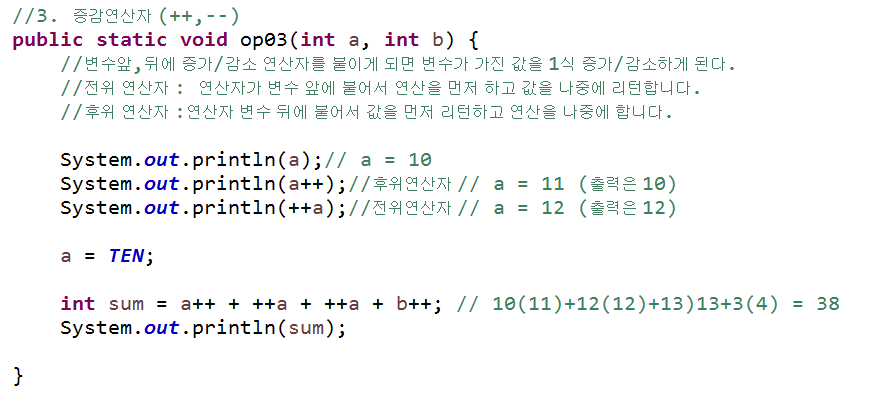 //3. 증감연산자 (++,--)
public static void op03(int a, int b) {
//변수앞,뒤에 증가/감소 연산자를 붙이게 되면 변수가 가진 값을 1식 증가/감소하게 된다.
//전위 연산자 : 연산자가 변수 앞에 붙어서 연산을 먼저 하고 값을 나중에 리턴합니다.
//후위 연산자 :연산자 변수 뒤에 붙어서 값을 먼저 리턴하고 연산을 나중에 합니다.
System.out.println(a);// a = 10
System.out.println(a++);//후위연산자 // a = 11 (출력은 10)
System.out.println(++a);//전위연산자 // a = 12 (출력은 12)
a = TEN;
int sum = a++ + ++a + ++a + b++; // 10(11)+12(12)+13)13+3(4) = 38
System.out.println(sum);
}